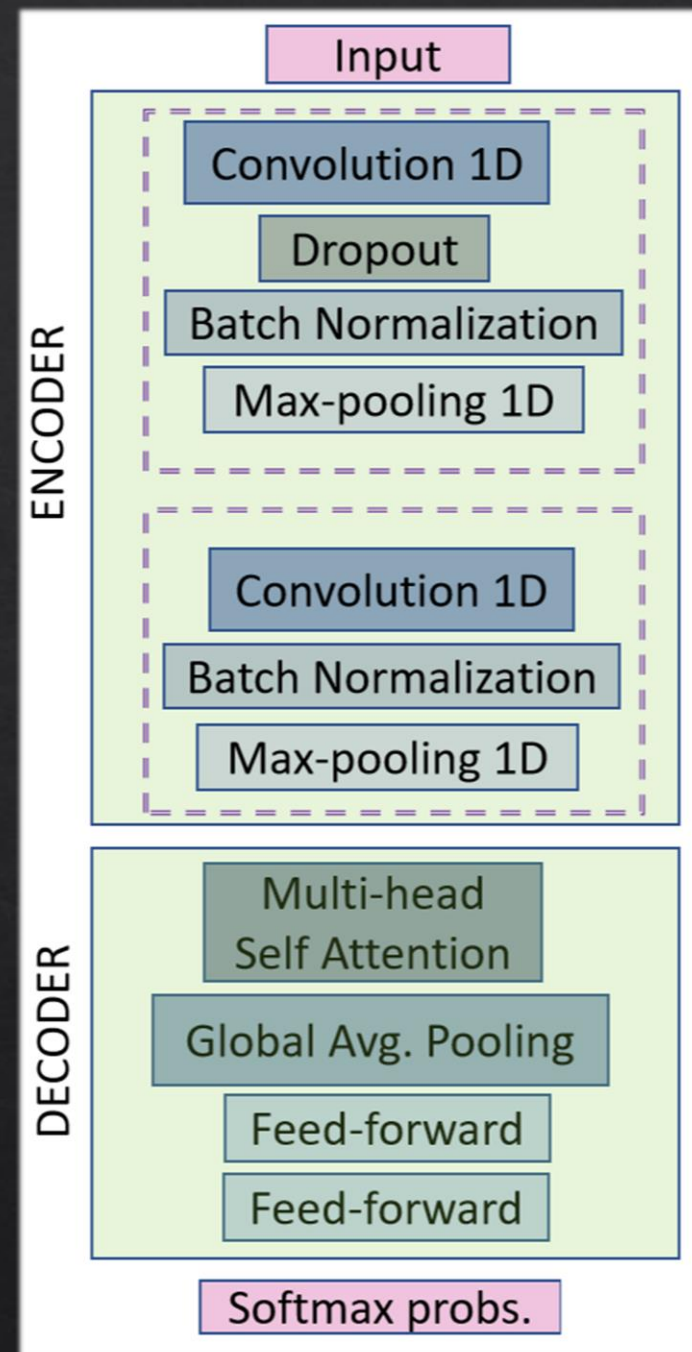 Input
ENCODER
Convolution 1D
Dropout
Batch Normalization
Max-pooling 1D
Convolution 1D
Batch Normalization
Max-pooling 1D
DECODER
Multi-head
Self Attention
Global Avg. Pooling
Feed-forward
Feed-forward
Softmax probs.